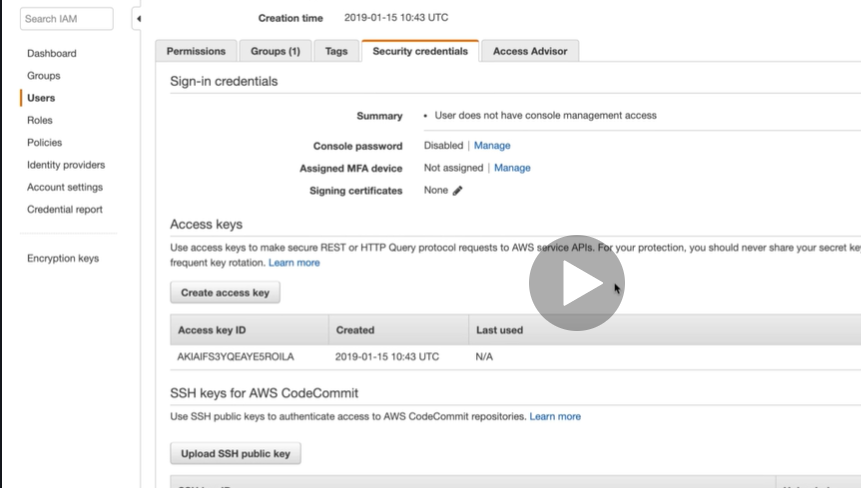 Search IAM
Creation time 2019-01-15 10:43 UTC
Dashboard
Groups
Users
Roles
Policies
Identity providers
Account settings
Credential report
Encryption keys
Permissions Groups (1) Tags Security credentials Access Advisor
Sign-in credentials
Summary • User does not have console management access
Console password Disabled | Manage
Assigned MFA device Not assigned | Manage
Signing certificates None
Access keys
Use access keys to make secure REST or HTTP Query protocol requests to AWS service APIs. For your protection, you should never share your secret
frequent key rotation. Learn more
Create access key
Access key ID Created Last used
AKIAIFS3YQEAYE5ROILA 2019-01-15 10:43 UTC N/A
SSH keys for AWS CodeCommit
Use SSH public keys to authenticate access to AWS CodeCommit repositories. Learn more
Upload SSH public key